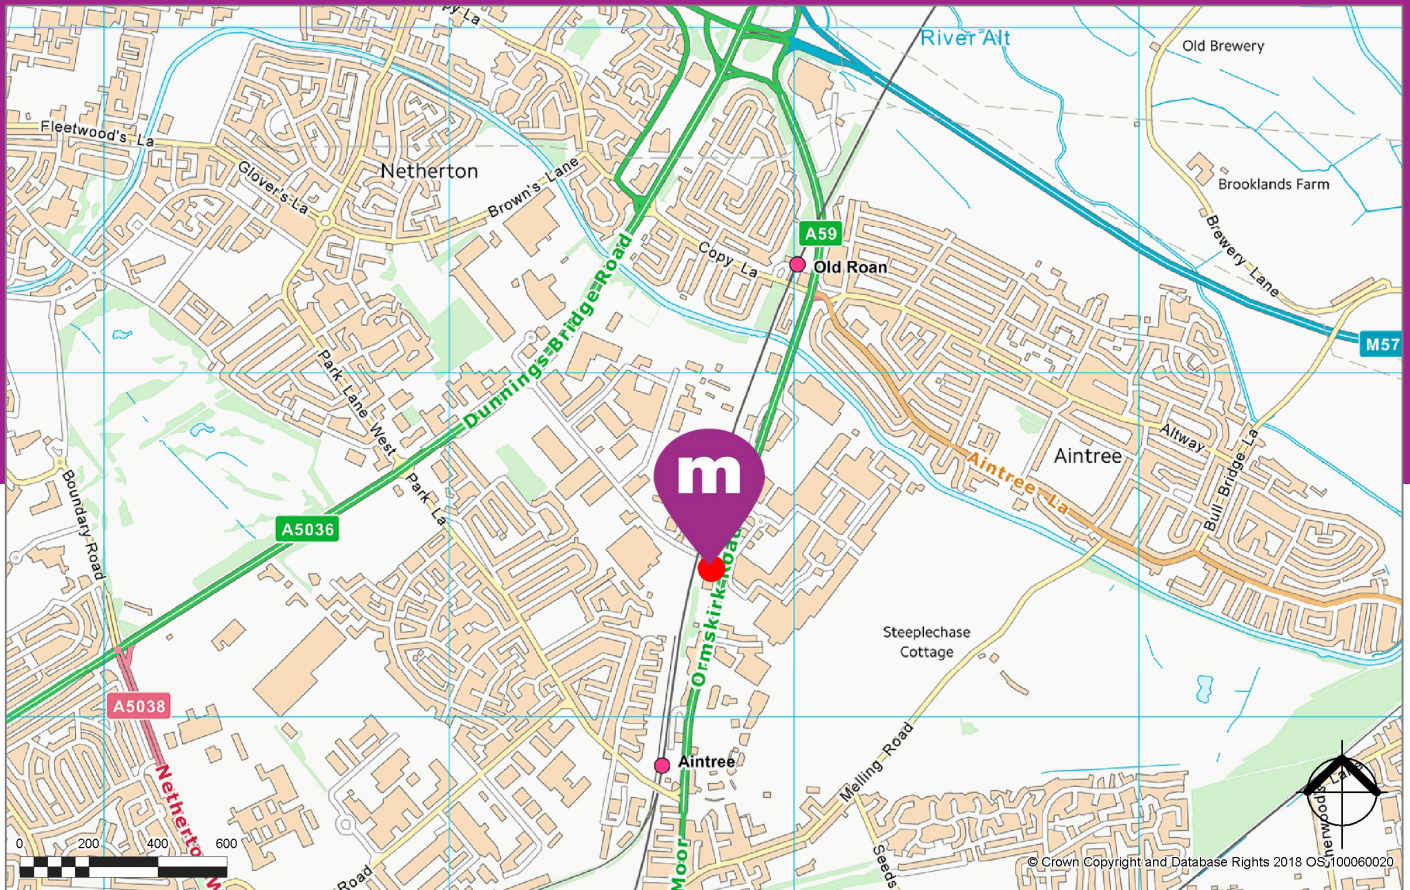 py La
River Alt
Old Brewery
Fleetwood's La
Netherton
Glover's La
Brown's Lane
Brooklands Farm
A59
Copy La
Old Roan
Brewery Lane
M57
Dunnings-Bridge-Road
Park Lane West
Altway
Aintree
Aintree La
Bull Bridge La
m
Boundary Road
Park La
A5036
Ormskirk Road
Steeplechase
Cottage
A5038
Aintree
Melling Road
Netherto
Moor
Seeds
Road
0 200 400 600
© Crown Copyright and Database Rights 2018 OS 100060020